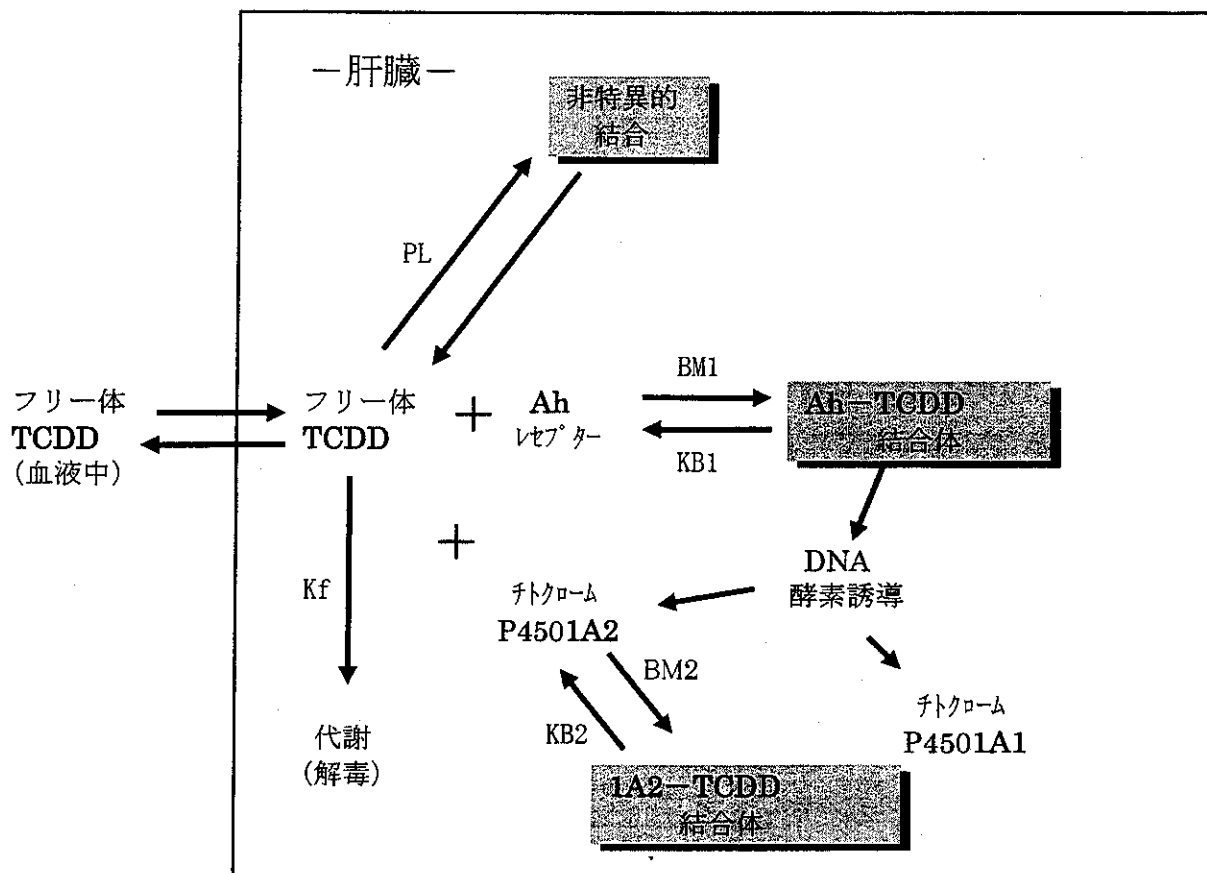 －肝臓－
非特異的
結合
PL
フリー体
TCDD
(血液中)
フリー体
TCDD
＋
Ah
ﾚｾﾌﾟﾀｰ
BM1
KB1
Ah－TCDD
結合体
Kf
＋
DNA
酵素誘導
ﾁﾄｸﾛｰﾑ
P4501A2
BM2
KB2
ﾁﾄｸﾛｰﾑ
P4501A1
代謝
(解毒)
1A2－TCDD
結合体